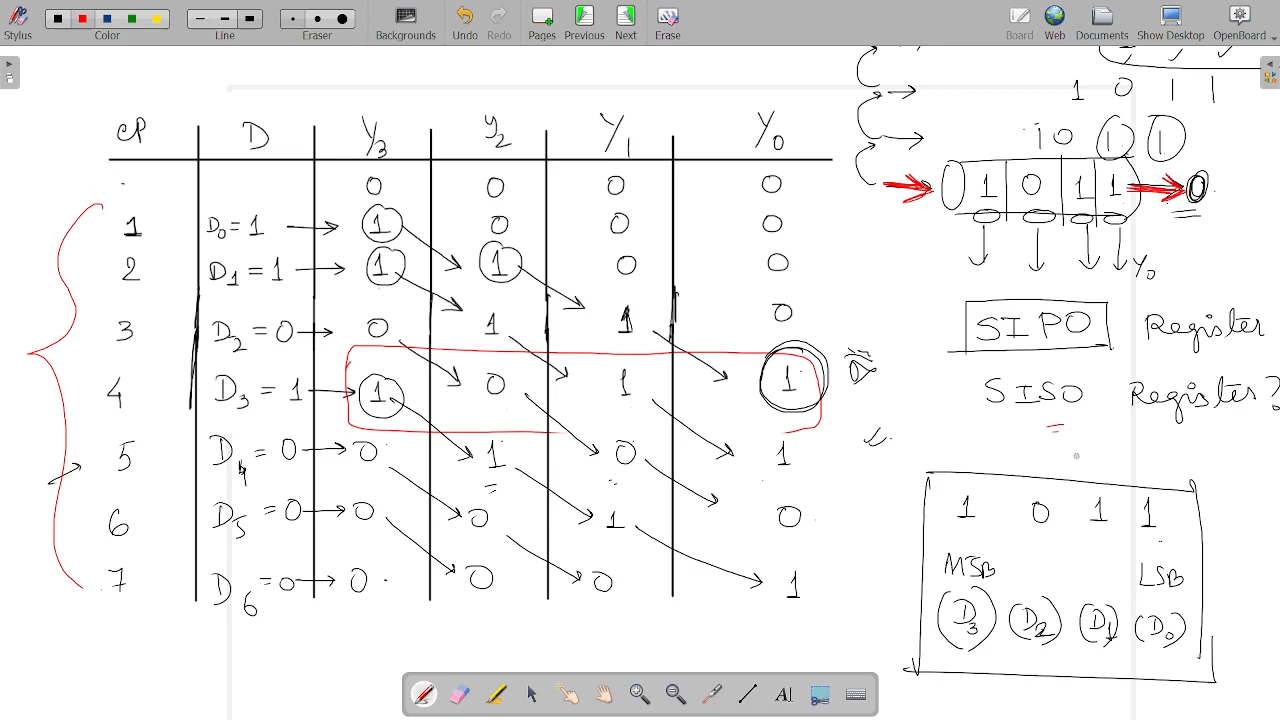 Stylus Color Line Eraser Backgrounds Undo Redo Pages Previous Next Erase Board Web Documents Show Desktop OpenBoard
CP D Y3 Y2 Y1 Y0
0 0 0 0
1 D0 = 1 1 0 0 0
2 D1 = 1 1 1 0 0
3 D2 = 0 0 1 1 0
4 D3 = 1 1 0 1 1
5 D4 = 0 0 1 0 1
6 D5 = 0 0 0 1 0
7 D6 = 0 0 0 0 1
1 0 1 1
1 0 1 1
0 1 0 1 1 0
Y0
SIPO Register
SISO Register?
1 0 1 1
MSB LSB
D3 D2 D1 D0